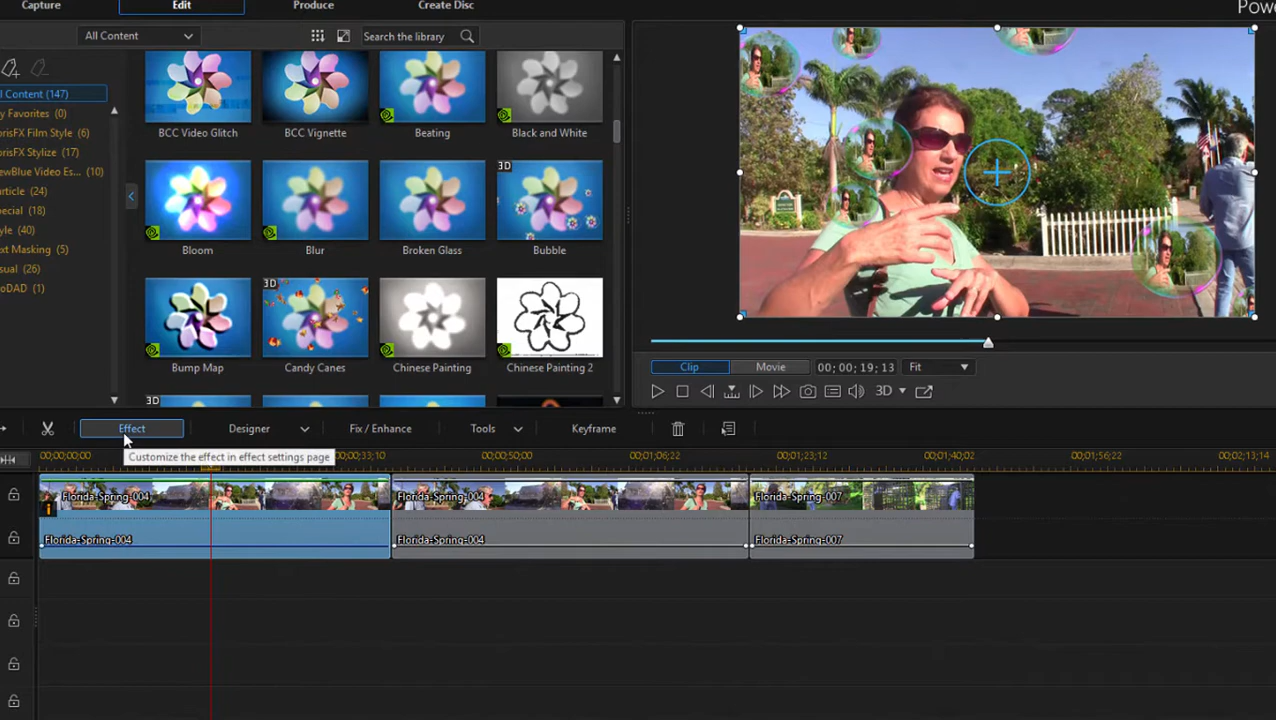 Capture Edit Produce Create Disc Pow
All Content Search the library
ll Content (147)
y Favorites (0)
orisFX Film Style (6)
orisFX Stylize (17)
ewBlue Video Es... (10)
article (24)
pecial (18)
tyle (40)
ext Masking (5)
sual (26)
oDAD (1)
BCC Video Glitch BCC Vignette Beating Black and White
3D
Bloom Blur Broken Glass Bubble
3D
Bump Map Candy Canes Chinese Painting Chinese Painting 2
3D
Clip Movie 00; 00; 19; 13 Fit
3D
Effect Designer Fix / Enhance Tools Keyframe
Customize the effect in effect settings page
00;00;00;00 00;00;33;10 00;00;50;00 00;01;06;22 00;01;23;12 00;01;40;02 00;01;56;22 00;02;13;14
Florida-Spring-004 Florida-Spring-004 Florida-Spring-007
Florida-Spring-004 Florida-Spring-004 Florida-Spring-007